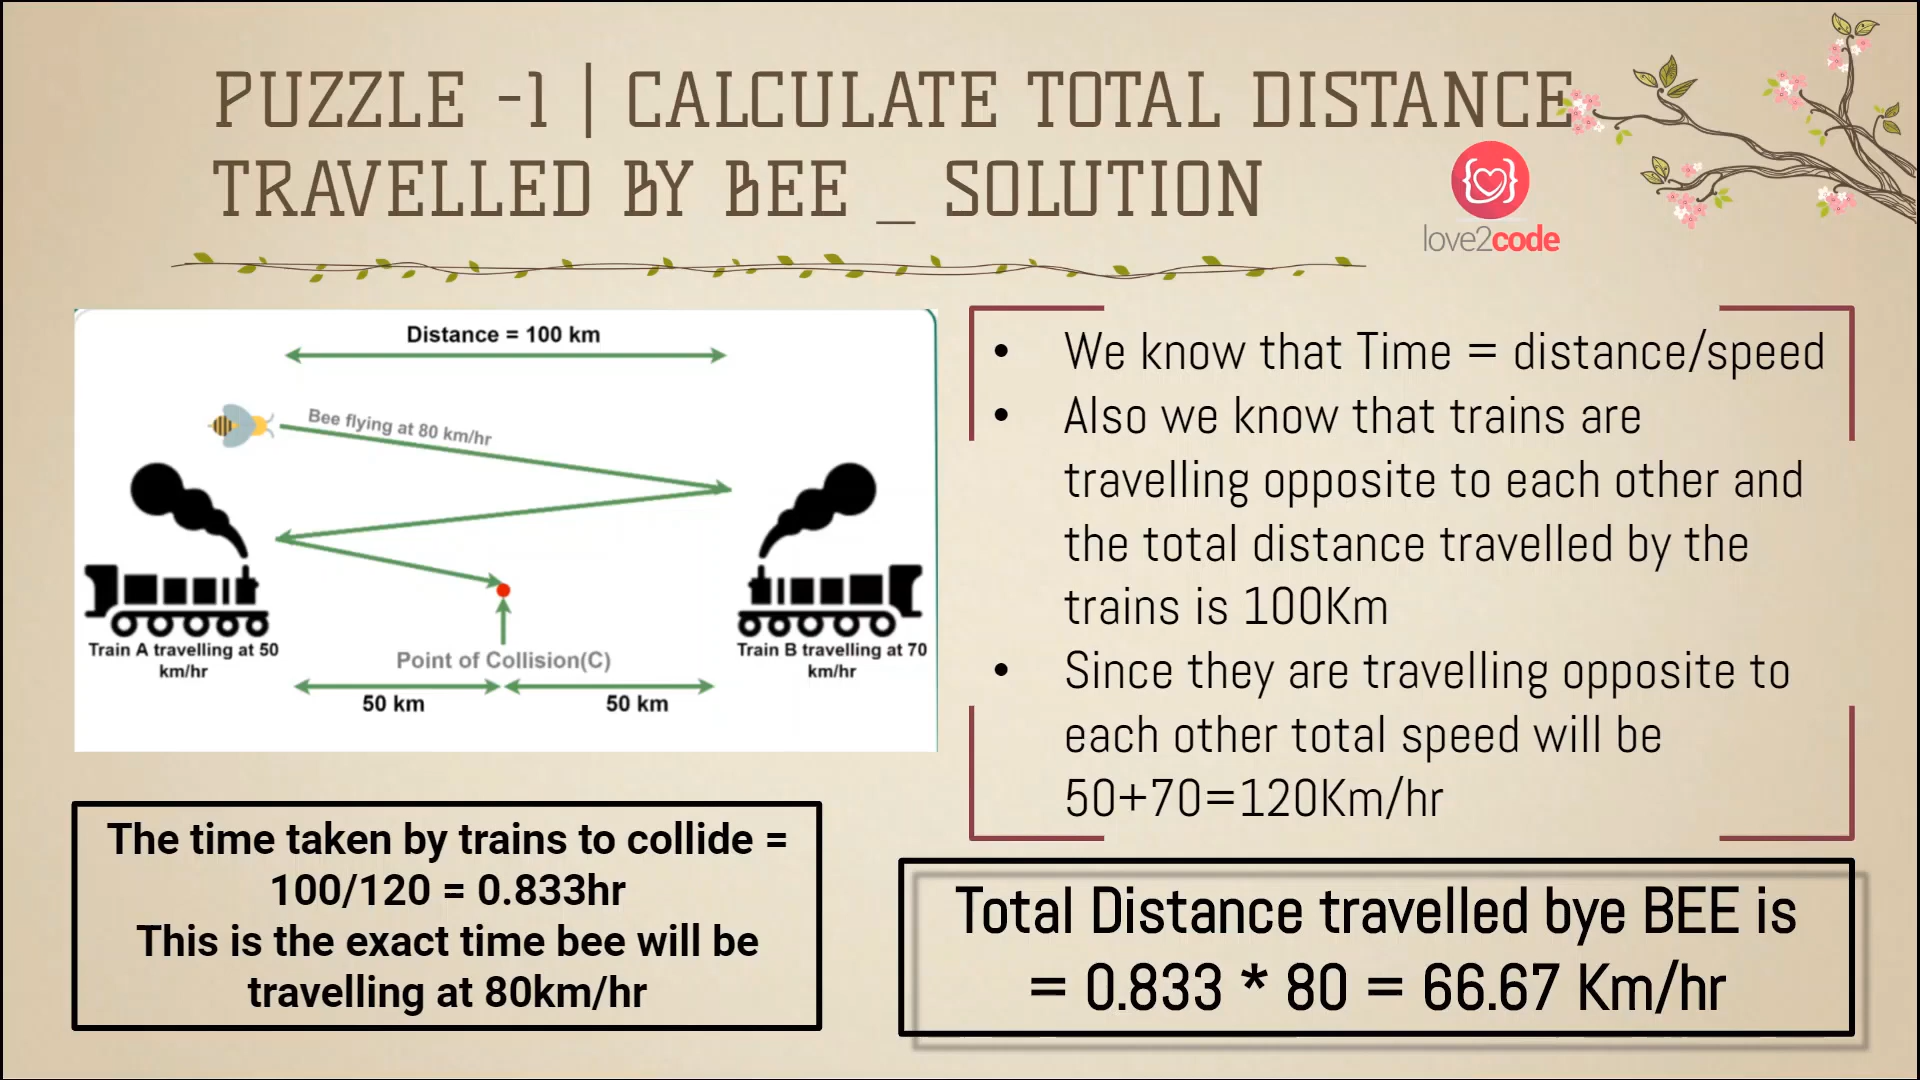 PUZZLE -1 | CALCULATE TOTAL DISTANCE
TRAVELLED BY BEE _ SOLUTION
love2code
Distance = 100 km
Bee flying at 80 km/hr
Train A travelling at 50
km/hr
Point of Collision(C)
Train B travelling at 70
km/hr
50 km
50 km
• We know that Time = distance/speed
• Also we know that trains are
travelling opposite to each other and
the total distance travelled by the
trains is 100Km
• Since they are travelling opposite to
each other total speed will be
50+70=120Km/hr
The time taken by trains to collide =
100/120 = 0.833hr
This is the exact time bee will be
travelling at 80km/hr
Total Distance travelled bye BEE is
= 0.833 * 80 = 66.67 Km/hr